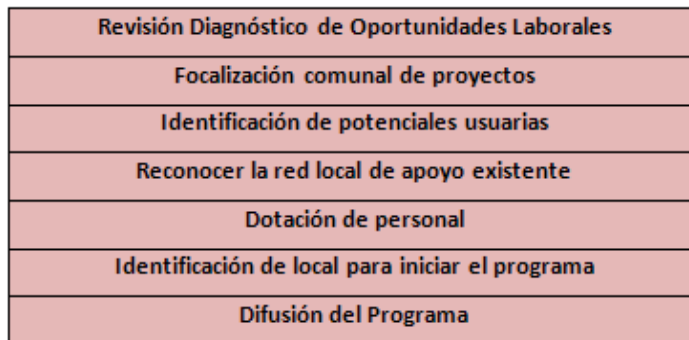 Revisión Diagnóstico de Oportunidades Laborales
Focalización comunal de proyectos
Identificación de potenciales usuarias
Reconocer la red local de apoyo existente
Dotación de personal
Identificación de local para iniciar el programa
Difusión del Programa